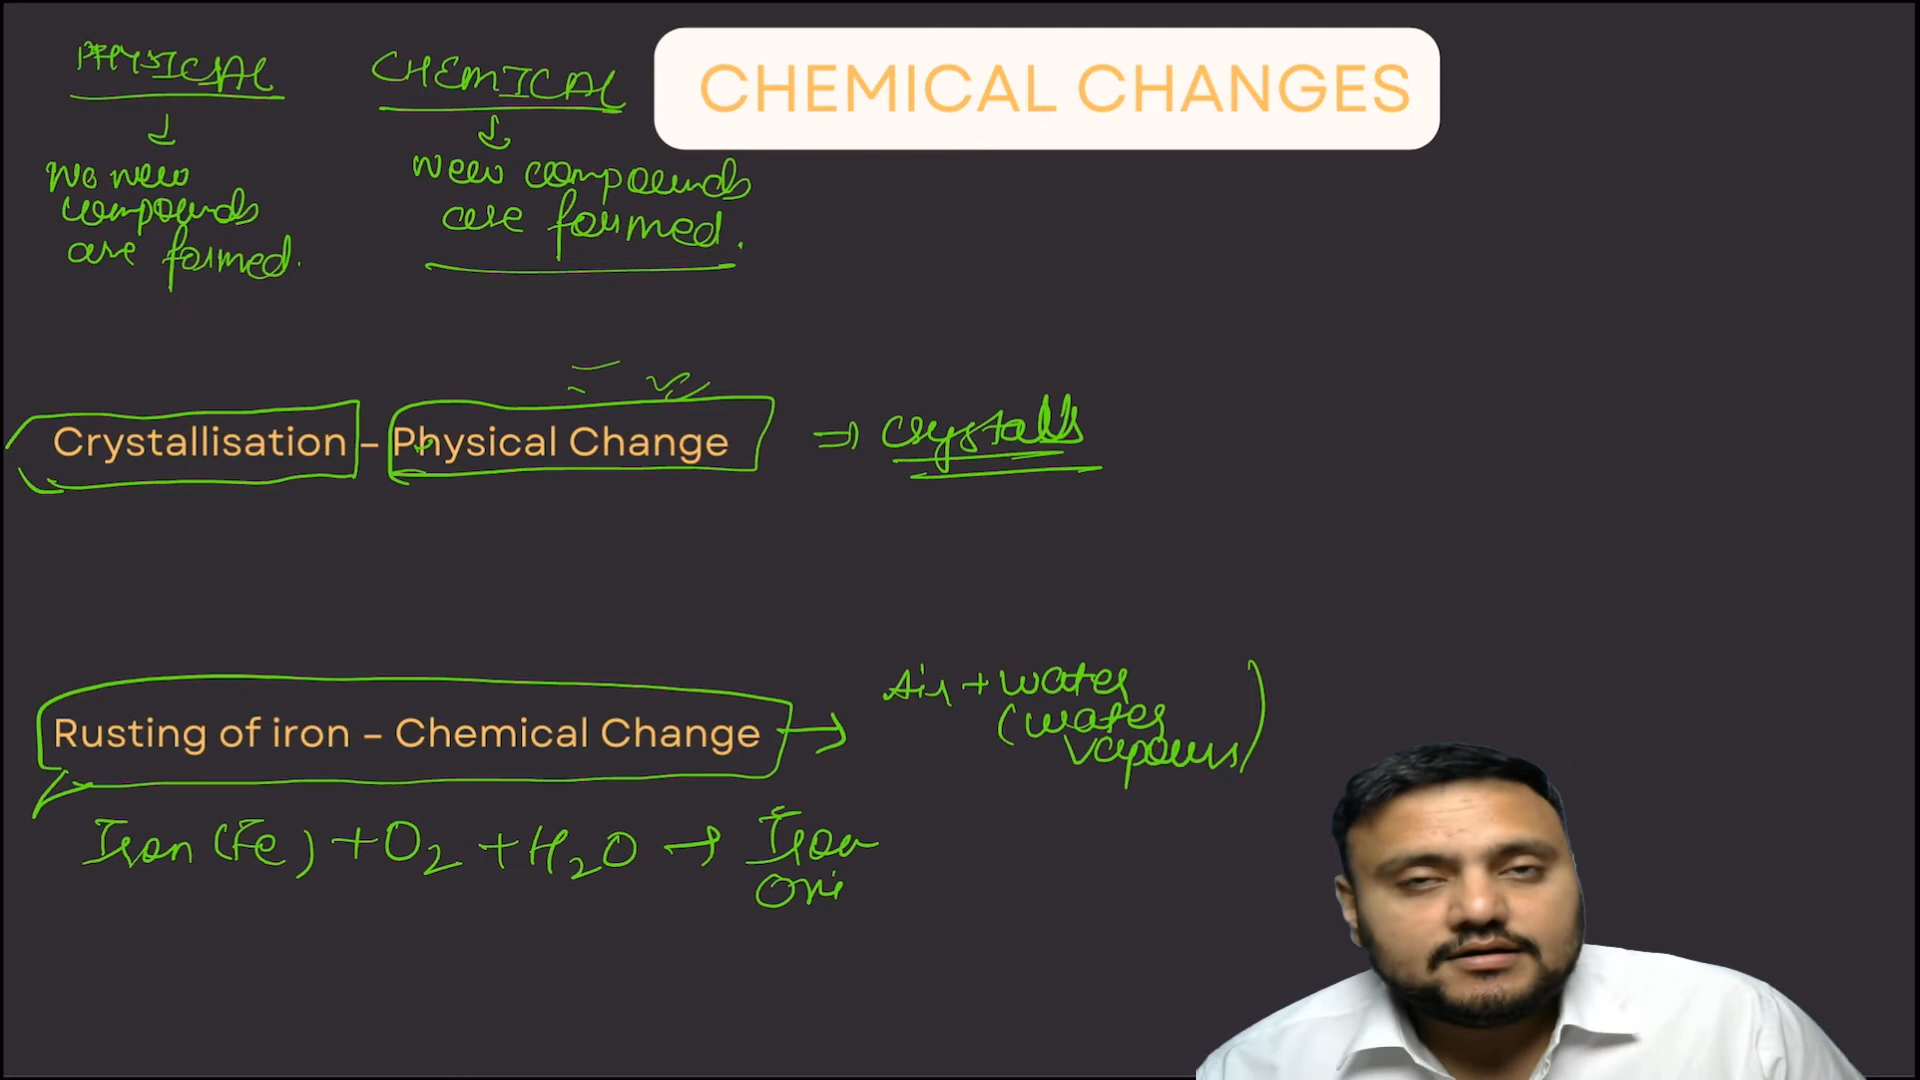 PHYSICAL
CHEMICAL
CHEMICAL CHANGES
No new
compounds
are formed.
New compounds
are formed.
Crystallisation – Physical Change ⇒ crystals
Rusting of iron – Chemical Change → Air + water
(water
vapours)
Iron (Fe) + O₂ + H₂O → Iron
Oxi